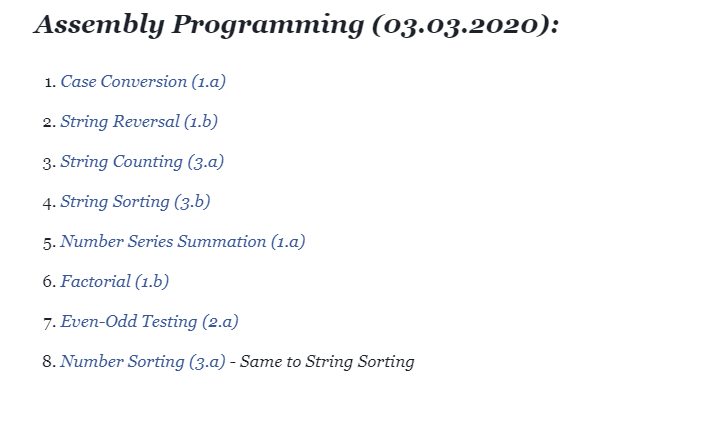 Assembly Programming (03.03.2020):
1. Case Conversion (1.a)
2. String Reversal (1.b)
3. String Counting (3.a)
4. String Sorting (3.b)
5. Number Series Summation (1.a)
6. Factorial (1.b)
7. Even-Odd Testing (2.a)
8. Number Sorting (3.a) - Same to String Sorting